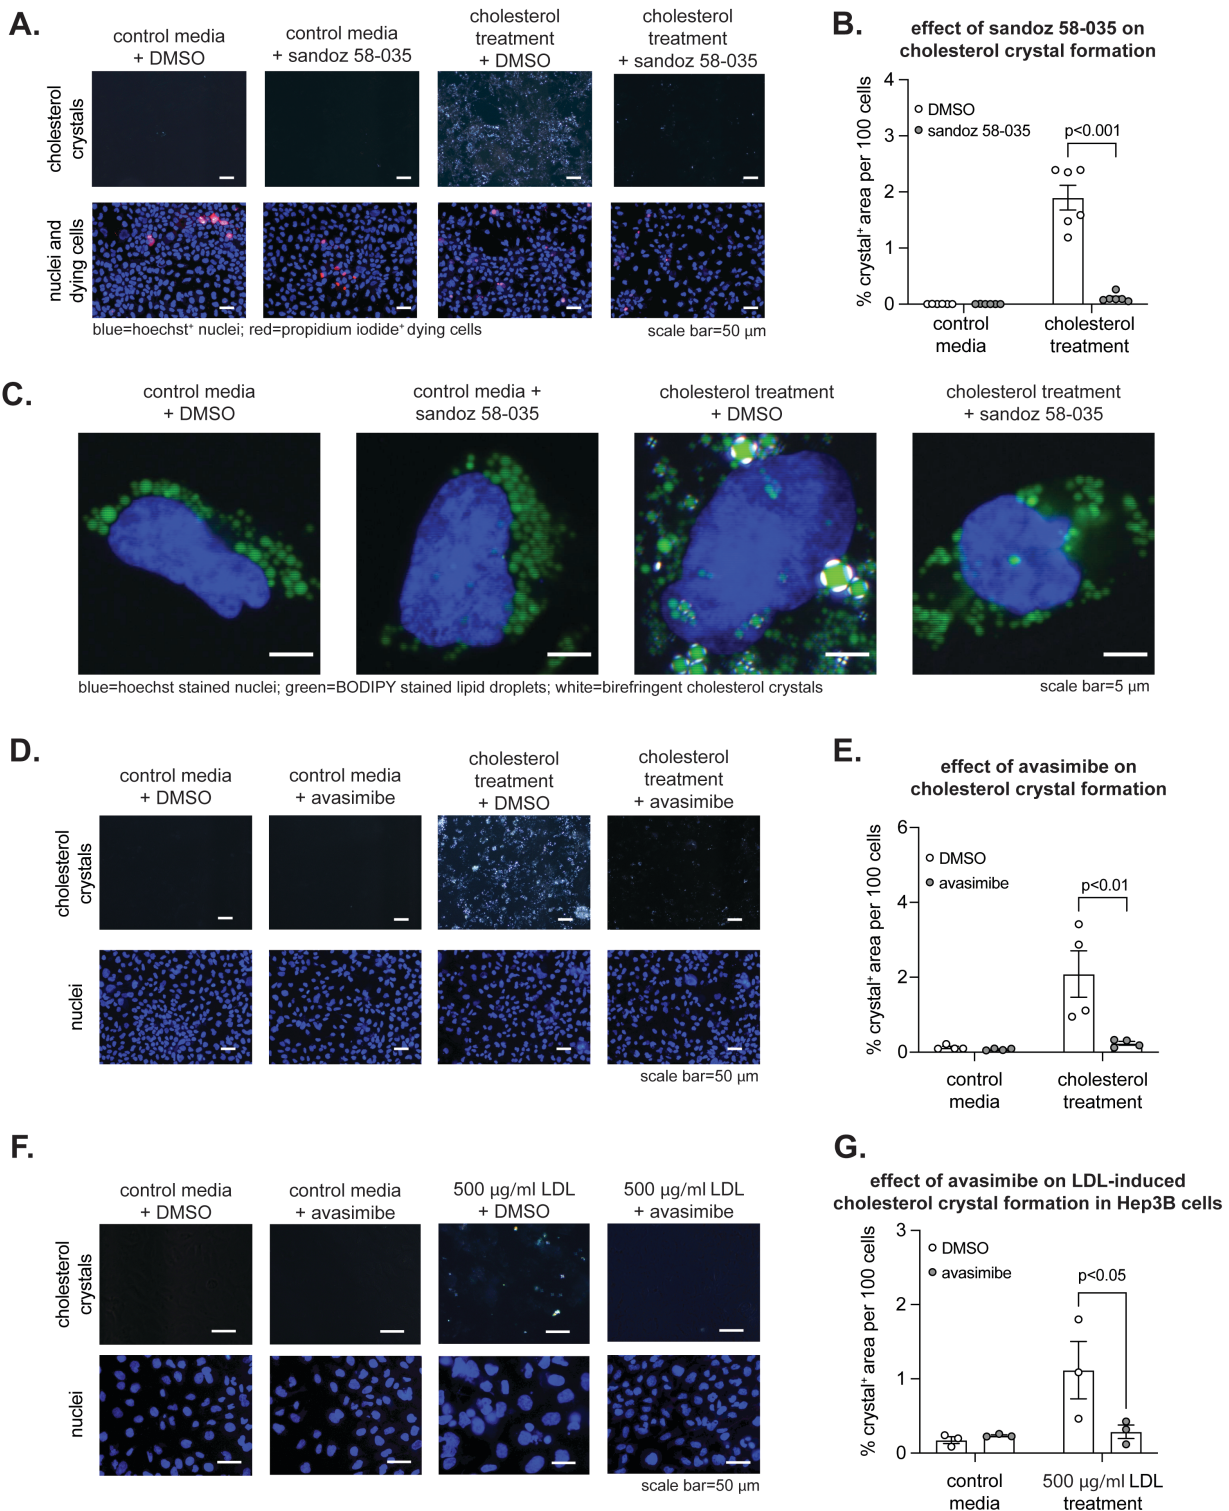 A.
control media
+ DMSO
control media
+ sandoz 58-035
cholesterol
treatment
+ DMSO
cholesterol
treatment
+ sandoz 58-035
cholesterol
crystals
nuclei and
dying cells
blue=hoechst⁺ nuclei; red=propidium iodide⁺ dying cells
scale bar=50 µm
B.
effect of sandoz 58-035 on
cholesterol crystal formation
% crystal⁺ area per 100 cells
4
3
2
1
0
DMSO
sandoz 58-035
p<0.001
control
media
cholesterol
treatment
C.
control media
+ DMSO
control media +
sandoz 58-035
cholesterol treatment
+ DMSO
cholesterol treatment
+ sandoz 58-035
blue=hoechst stained nuclei; green=BODIPY stained lipid droplets; white=birefringent cholesterol crystals
scale bar=5 µm
D.
control media
+ DMSO
control media
+ avasimibe
cholesterol
treatment
+ DMSO
cholesterol
treatment
+ avasimibe
cholesterol
crystals
nuclei
scale bar=50 µm
E.
effect of avasimibe on
cholesterol crystal formation
% crystal⁺ area per 100 cells
6
4
2
0
DMSO
avasimibe
p<0.01
control
media
cholesterol
treatment
F.
control media
+ DMSO
control media
+ avasimibe
500 µg/ml LDL
+ DMSO
500 µg/ml LDL
+ avasimibe
cholesterol
crystals
nuclei
scale bar=50 µm
G.
effect of avasimibe on LDL-induced
cholesterol crystal formation in Hep3B cells
% crystal⁺ area per 100 cells
3
2
1
0
DMSO
avasimibe
p<0.05
control
media
500 µg/ml LDL
treatment